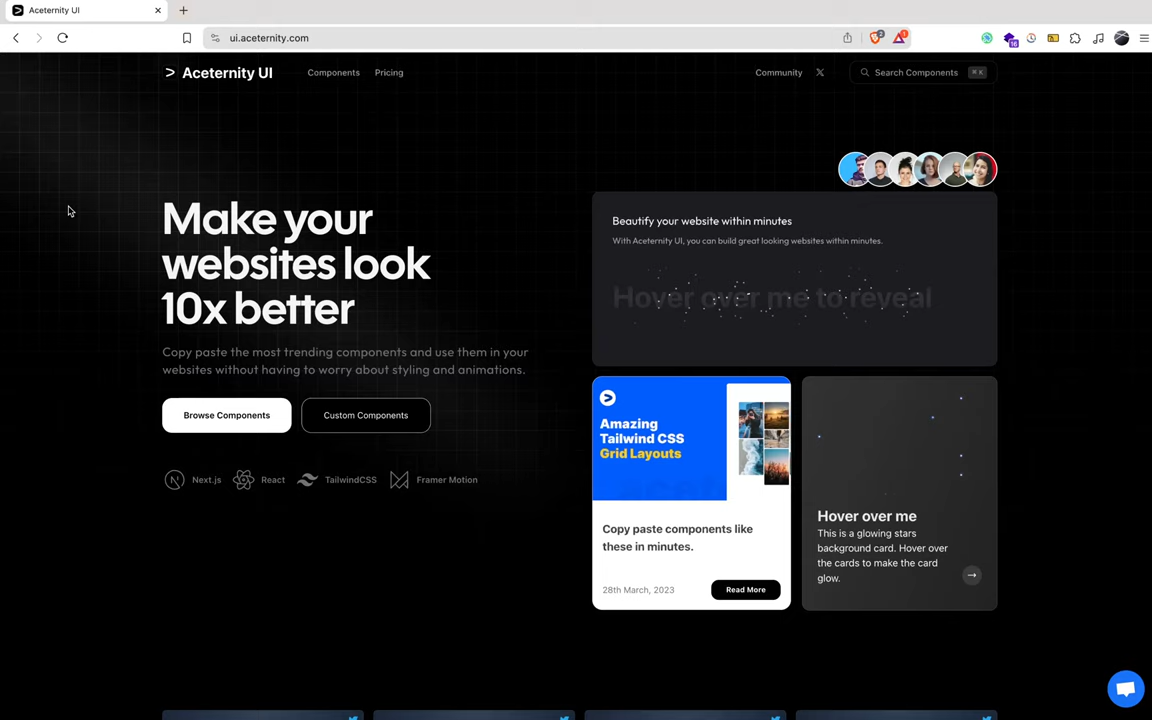 Aceternity UI
ui.aceternity.com
2
1
16
> Aceternity UI
Components
Pricing
Community
Search Components
⌘ K
Make your
websites look
10x better
Copy paste the most trending components and use them in your
websites without having to worry about styling and animations.
Browse Components
Custom Components
Next.js
React
TailwindCSS
Framer Motion
Beautify your website within minutes
With Aceternity UI, you can build great looking websites within minutes.
Hover over me to reveal
Amazing
Tailwind CSS
Grid Layouts
Copy paste components like
these in minutes.
28th March, 2023
Read More
Hover over me
This is a glowing stars
background card. Hover over
the cards to make the card
glow.